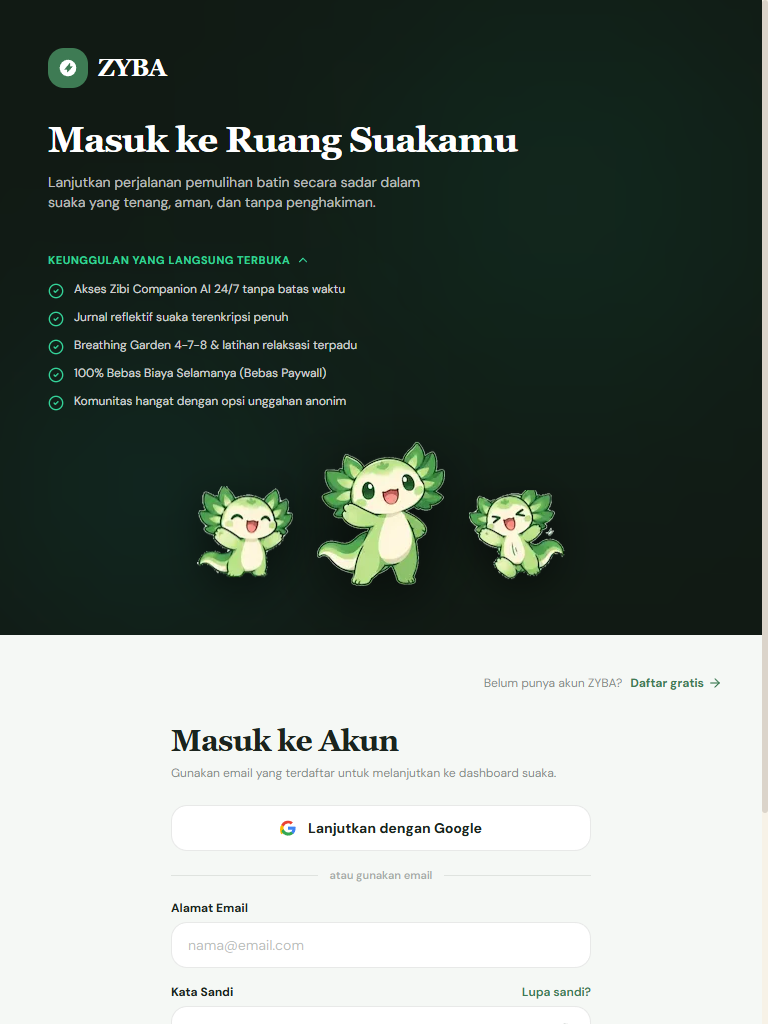 ZYBA
Masuk ke Ruang Suakamu
Lanjutkan perjalanan pemulihan batin secara sadar dalam
suaka yang tenang, aman, dan tanpa penghakiman.
KEUNGGULAN YANG LANGSUNG TERBUKA
Akses Zibi Companion AI 24/7 tanpa batas waktu
Jurnal reflektif suaka terenkripsi penuh
Breathing Garden 4-7-8 & latihan relaksasi terpadu
100% Bebas Biaya Selamanya (Bebas Paywall)
Komunitas hangat dengan opsi unggahan anonim
Belum punya akun ZYBA? Daftar gratis →
Masuk ke Akun
Gunakan email yang terdaftar untuk melanjutkan ke dashboard suaka.
Lanjutkan dengan Google
atau gunakan email
Alamat Email
nama@email.com
Kata Sandi Lupa sandi?